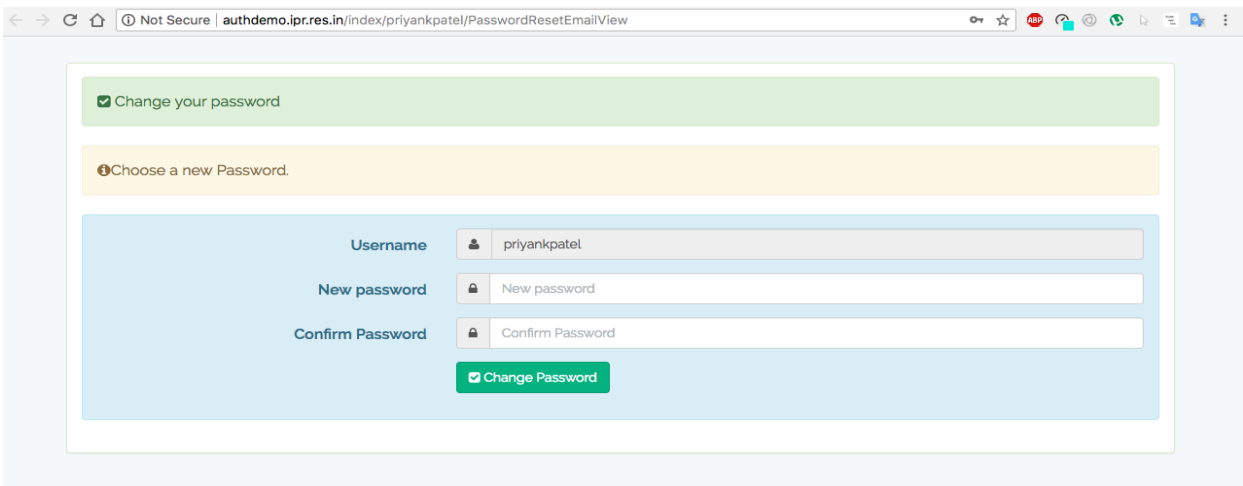 Not Secure | authdemo.ipr.res.in/index/priyankpatel/PasswordResetEmailView
ABP
Change your password
Choose a new Password.
Username priyankpatel
New password New password
Confirm Password Confirm Password
Change Password